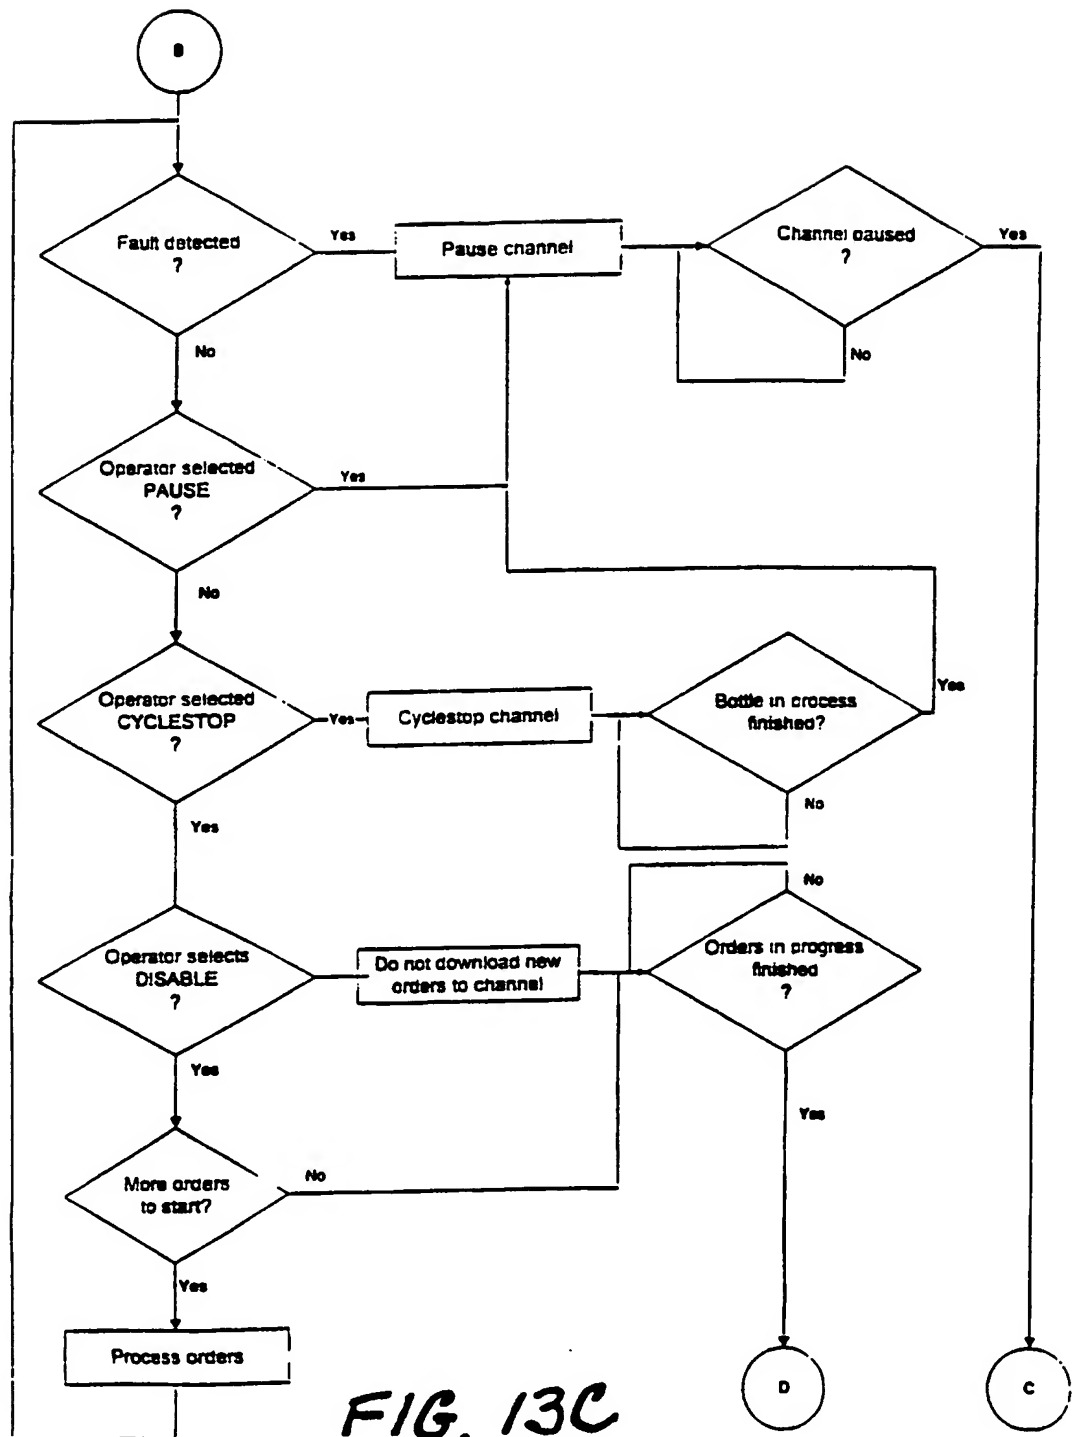 B
Fault detected
?
Yes
Pause channel
Channel paused
?
Yes
No
No
Operator selected
PAUSE
?
Yes
No
Operator selected
CYCLESTOP
?
Yes
Cyclestop channel
Bottle in process
finished?
Yes
No
Yes
No
Operator selects
DISABLE
?
Do not download new
orders to channel
Orders in progress
finished
?
Yes
Yes
More orders
to start?
No
Yes
Process orders
D
C
FIG. 13C